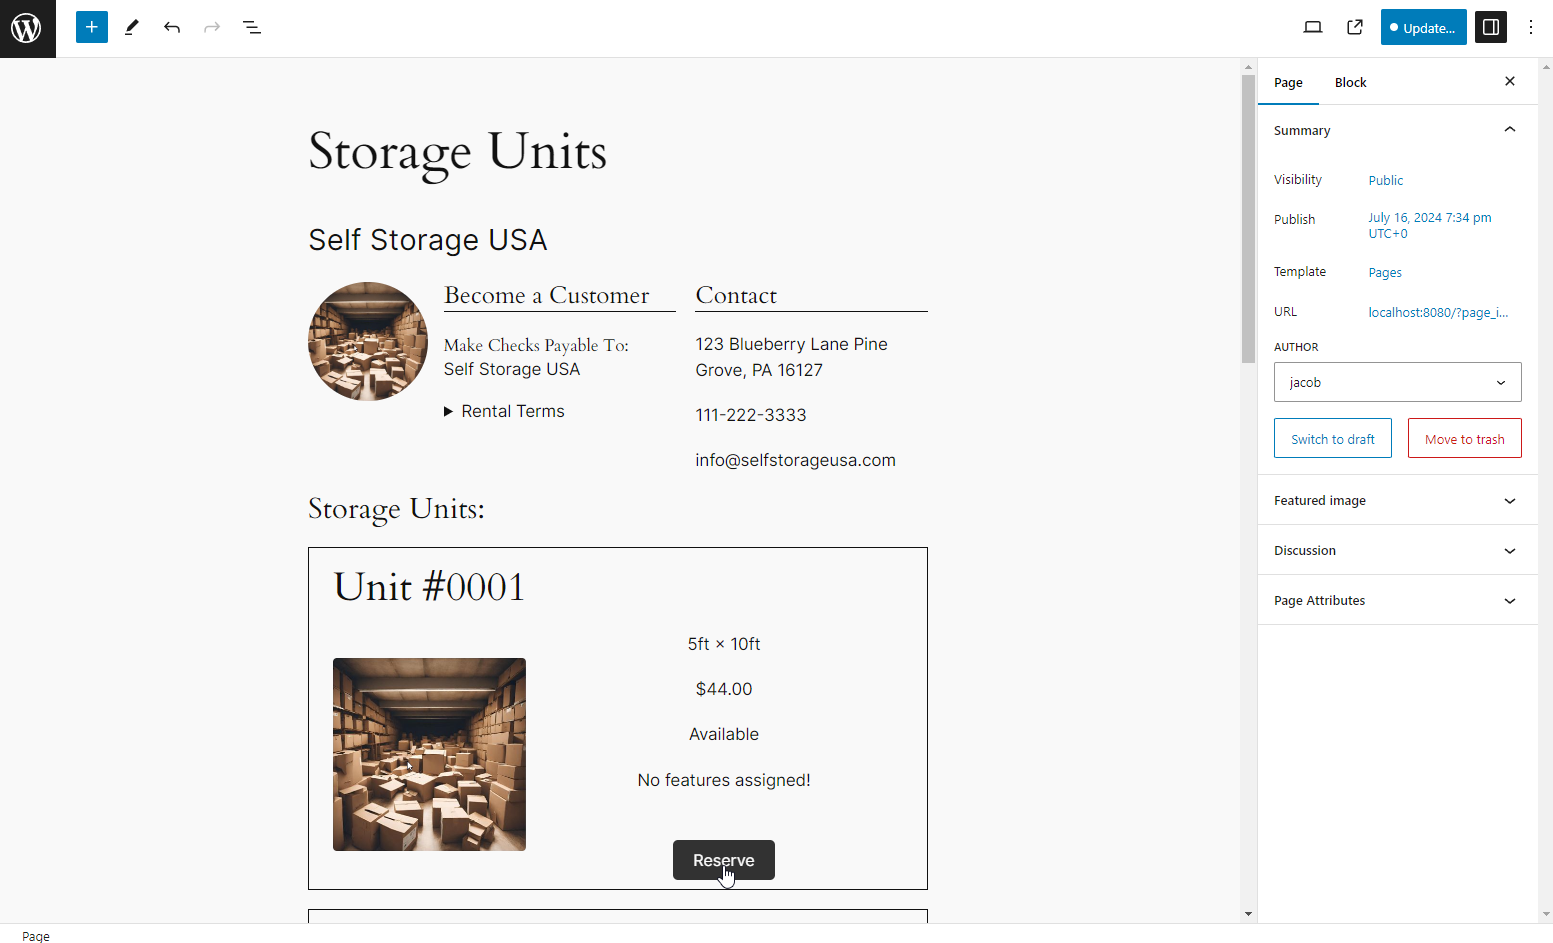 Update...
Storage Units
Self Storage USA
Become a Customer
Make Checks Payable To:
Self Storage USA
Rental Terms
Contact
123 Blueberry Lane Pine
Grove, PA 16127
111-222-3333
info@selfstorageusa.com
Storage Units:
Unit #0001
5ft × 10ft
$44.00
Available
No features assigned!
Reserve
Page
Block
Summary
Visibility
Public
Publish
July 16, 2024 7:34 pm
UTC+0
Template
Pages
URL
localhost:8080/?page_i...
AUTHOR
jacob
Switch to draft
Move to trash
Featured image
Discussion
Page Attributes
Page